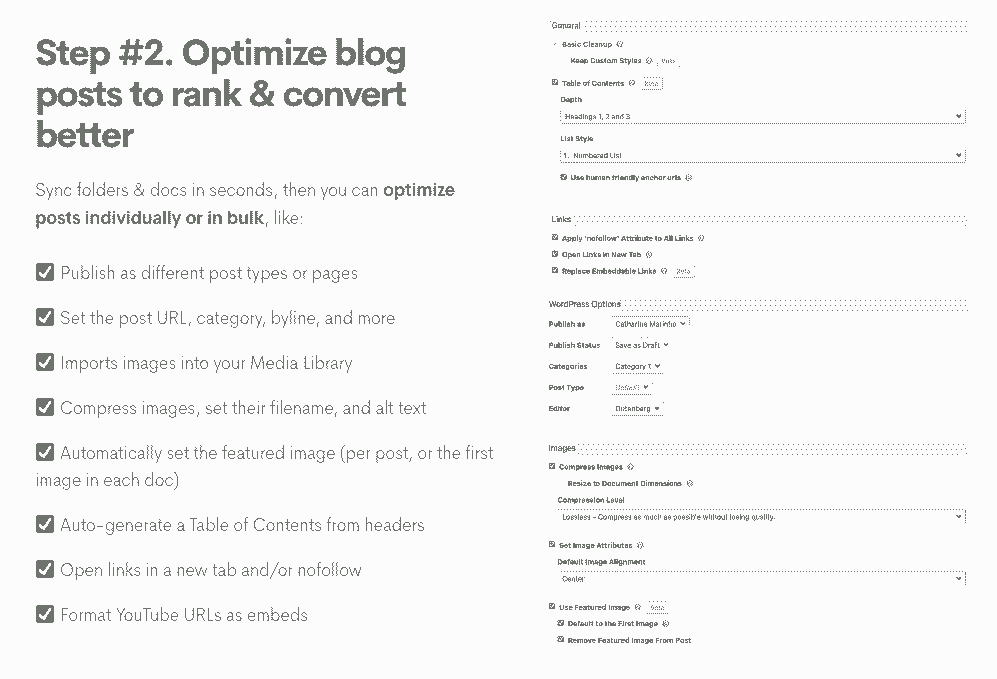 Step #2. Optimize blog
posts to rank & convert
better
Sync folders & docs in seconds, then you can optimize
posts individually or in bulk, like:
Publish as different post types or pages
Set the post URL, category, byline, and more
Imports images into your Media Library
Compress images, set their filename, and alt text
Automatically set the featured image (per post, or the first
image in each doc)
Auto-generate a Table of Contents from headers
Open links in a new tab and/or nofollow
Format YouTube URLs as embeds
General
Basic Cleanup
Keep Custom Styles Beta
Table of Contents Beta
Depth
Headings 1, 2 and 3
List Style
1. Numbered List
Use human friendly anchor urls
Links
Apply 'nofollow' Attribute to All Links
Open Links in New Tab
Replace Embeddable Links Beta
WordPress Options
Publish as Catharine Marinho
Publish Status Save as Draft
Categories Category 1
Post Type Default
Editor Gutenberg
Images
Compress Images
Resize to Document Dimensions
Compression Level
Lossless - Compress as much as possible without losing quality.
Set Image Attributes
Default Image Alignment
Center
Use Featured Image Beta
Default to the First Image
Remove Featured Image From Post